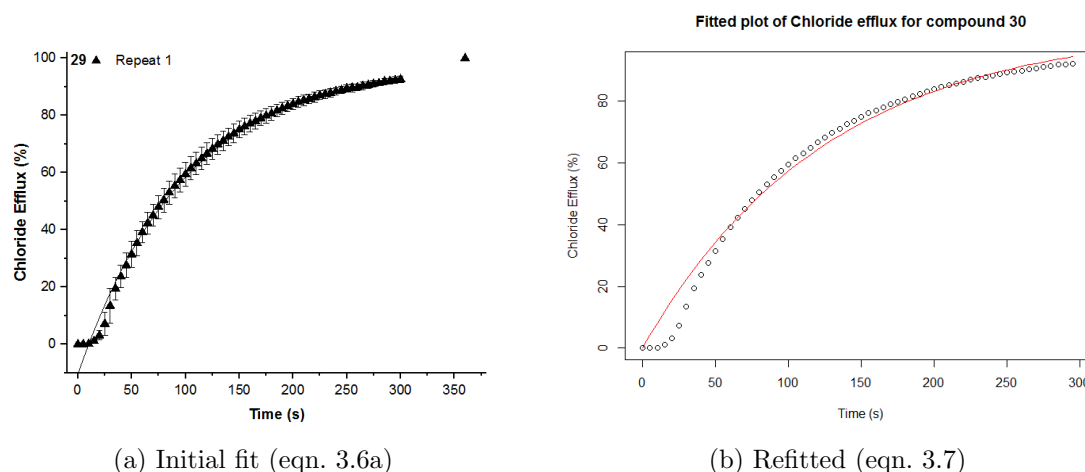 Fitted plot of Chloride efflux for compound 30
29 ▲ Repeat 1
100
80
60
40
20
0
Chloride Efflux (%)
0 50 100 150 200 250 300 350
Time (s)
80
60
40
20
0
Chloride Efflux (%)
0 50 100 150 200 250 300
Time (s)
(a) Initial fit (eqn. 3.6a)
(b) Refitted (eqn. 3.7)